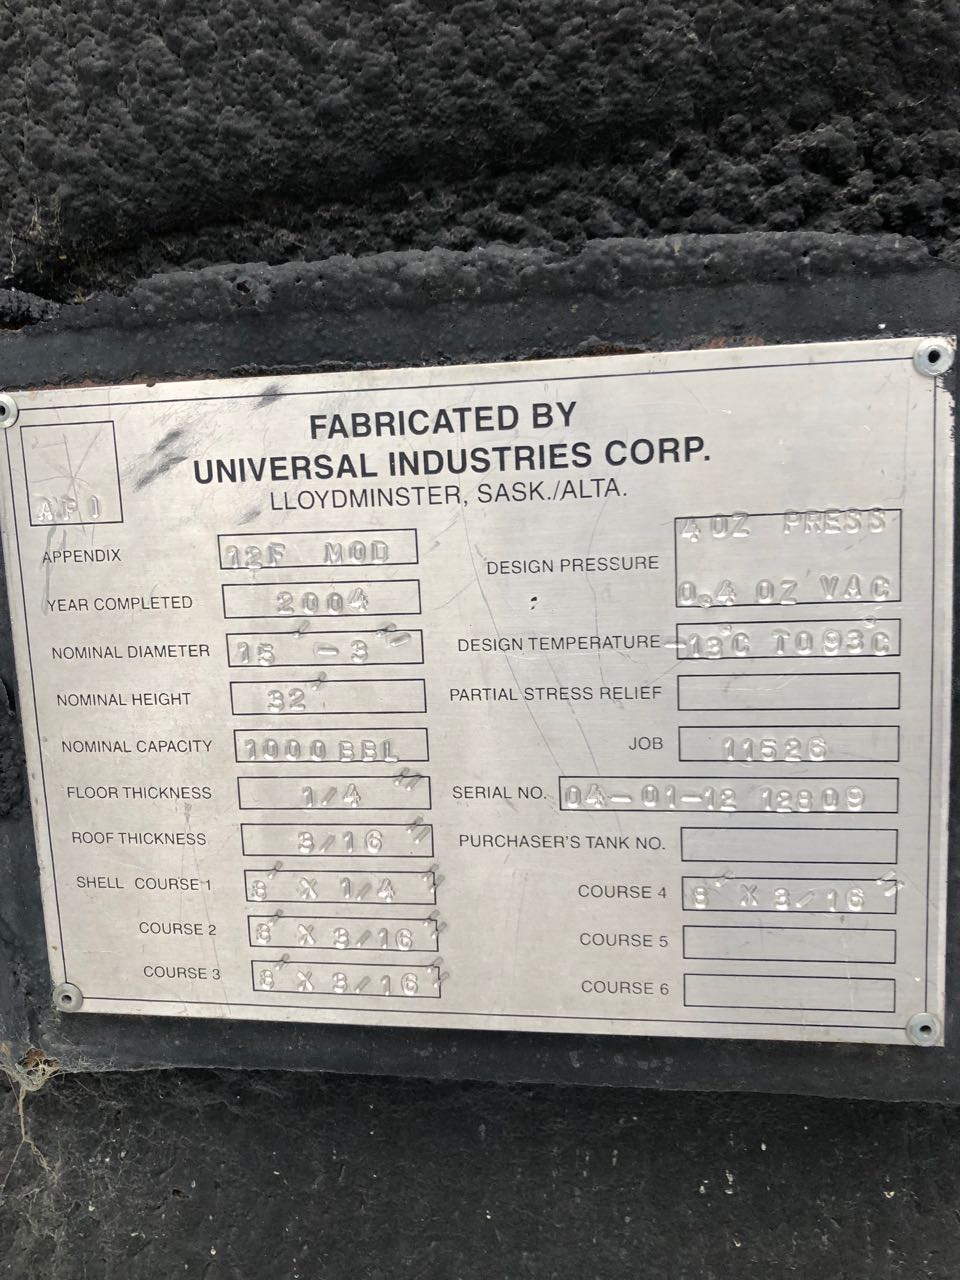 FABRICATED BY
UNIVERSAL INDUSTRIES CORP.
LLOYDMINSTER, SASK./ALTA.
API
APPENDIX 12F MOD
YEAR COMPLETED 2004
NOMINAL DIAMETER 15' - 3"
NOMINAL HEIGHT 32'
NOMINAL CAPACITY 1000 BBL
FLOOR THICKNESS 1/4"
ROOF THICKNESS 3/16"
SHELL COURSE 1 8' X 1/4"
COURSE 2 8' X 3/16"
COURSE 3 8' X 3/16"
DESIGN PRESSURE 4 OZ PRESS
0.4 OZ VAC
DESIGN TEMPERATURE -13°C TO 93°C
PARTIAL STRESS RELIEF
JOB 11526
SERIAL NO. 04-01-12 12809
PURCHASER'S TANK NO.
COURSE 4 8' X 3/16"
COURSE 5
COURSE 6